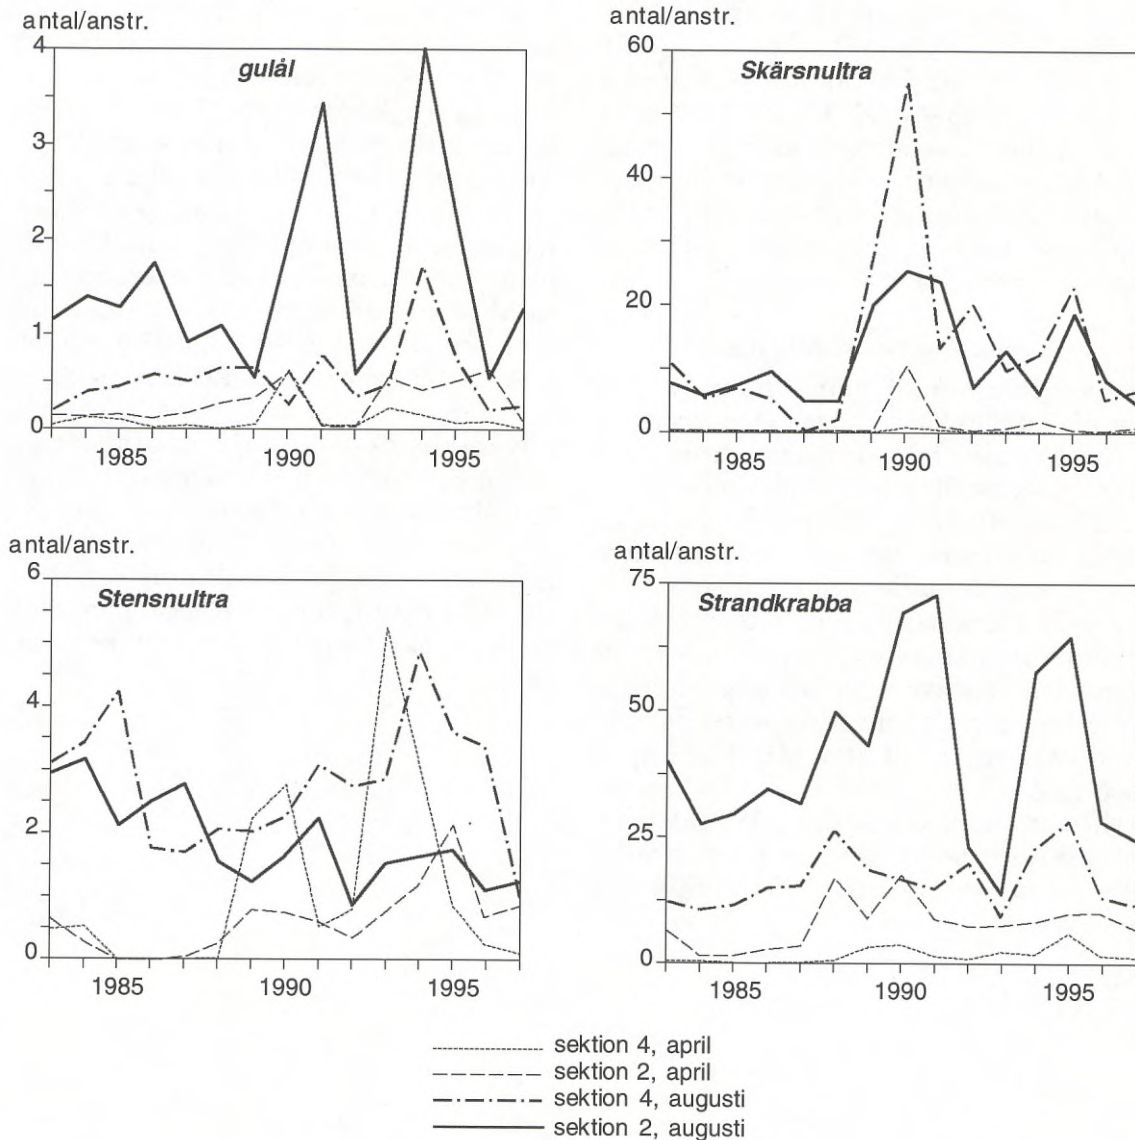 antal/anstr.
gulål
4
3
2
1
0
1985 1990 1995
antal/anstr.
Skärsnultra
60
40
20
0
1985 1990 1995
antal/anstr.
Stensnultra
6
4
2
0
1985 1990 1995
antal/anstr.
Strandkrabba
75
50
25
0
1985 1990 1995
sektion 4, april
sektion 2, april
sektion 4, augusti
sektion 2, augusti